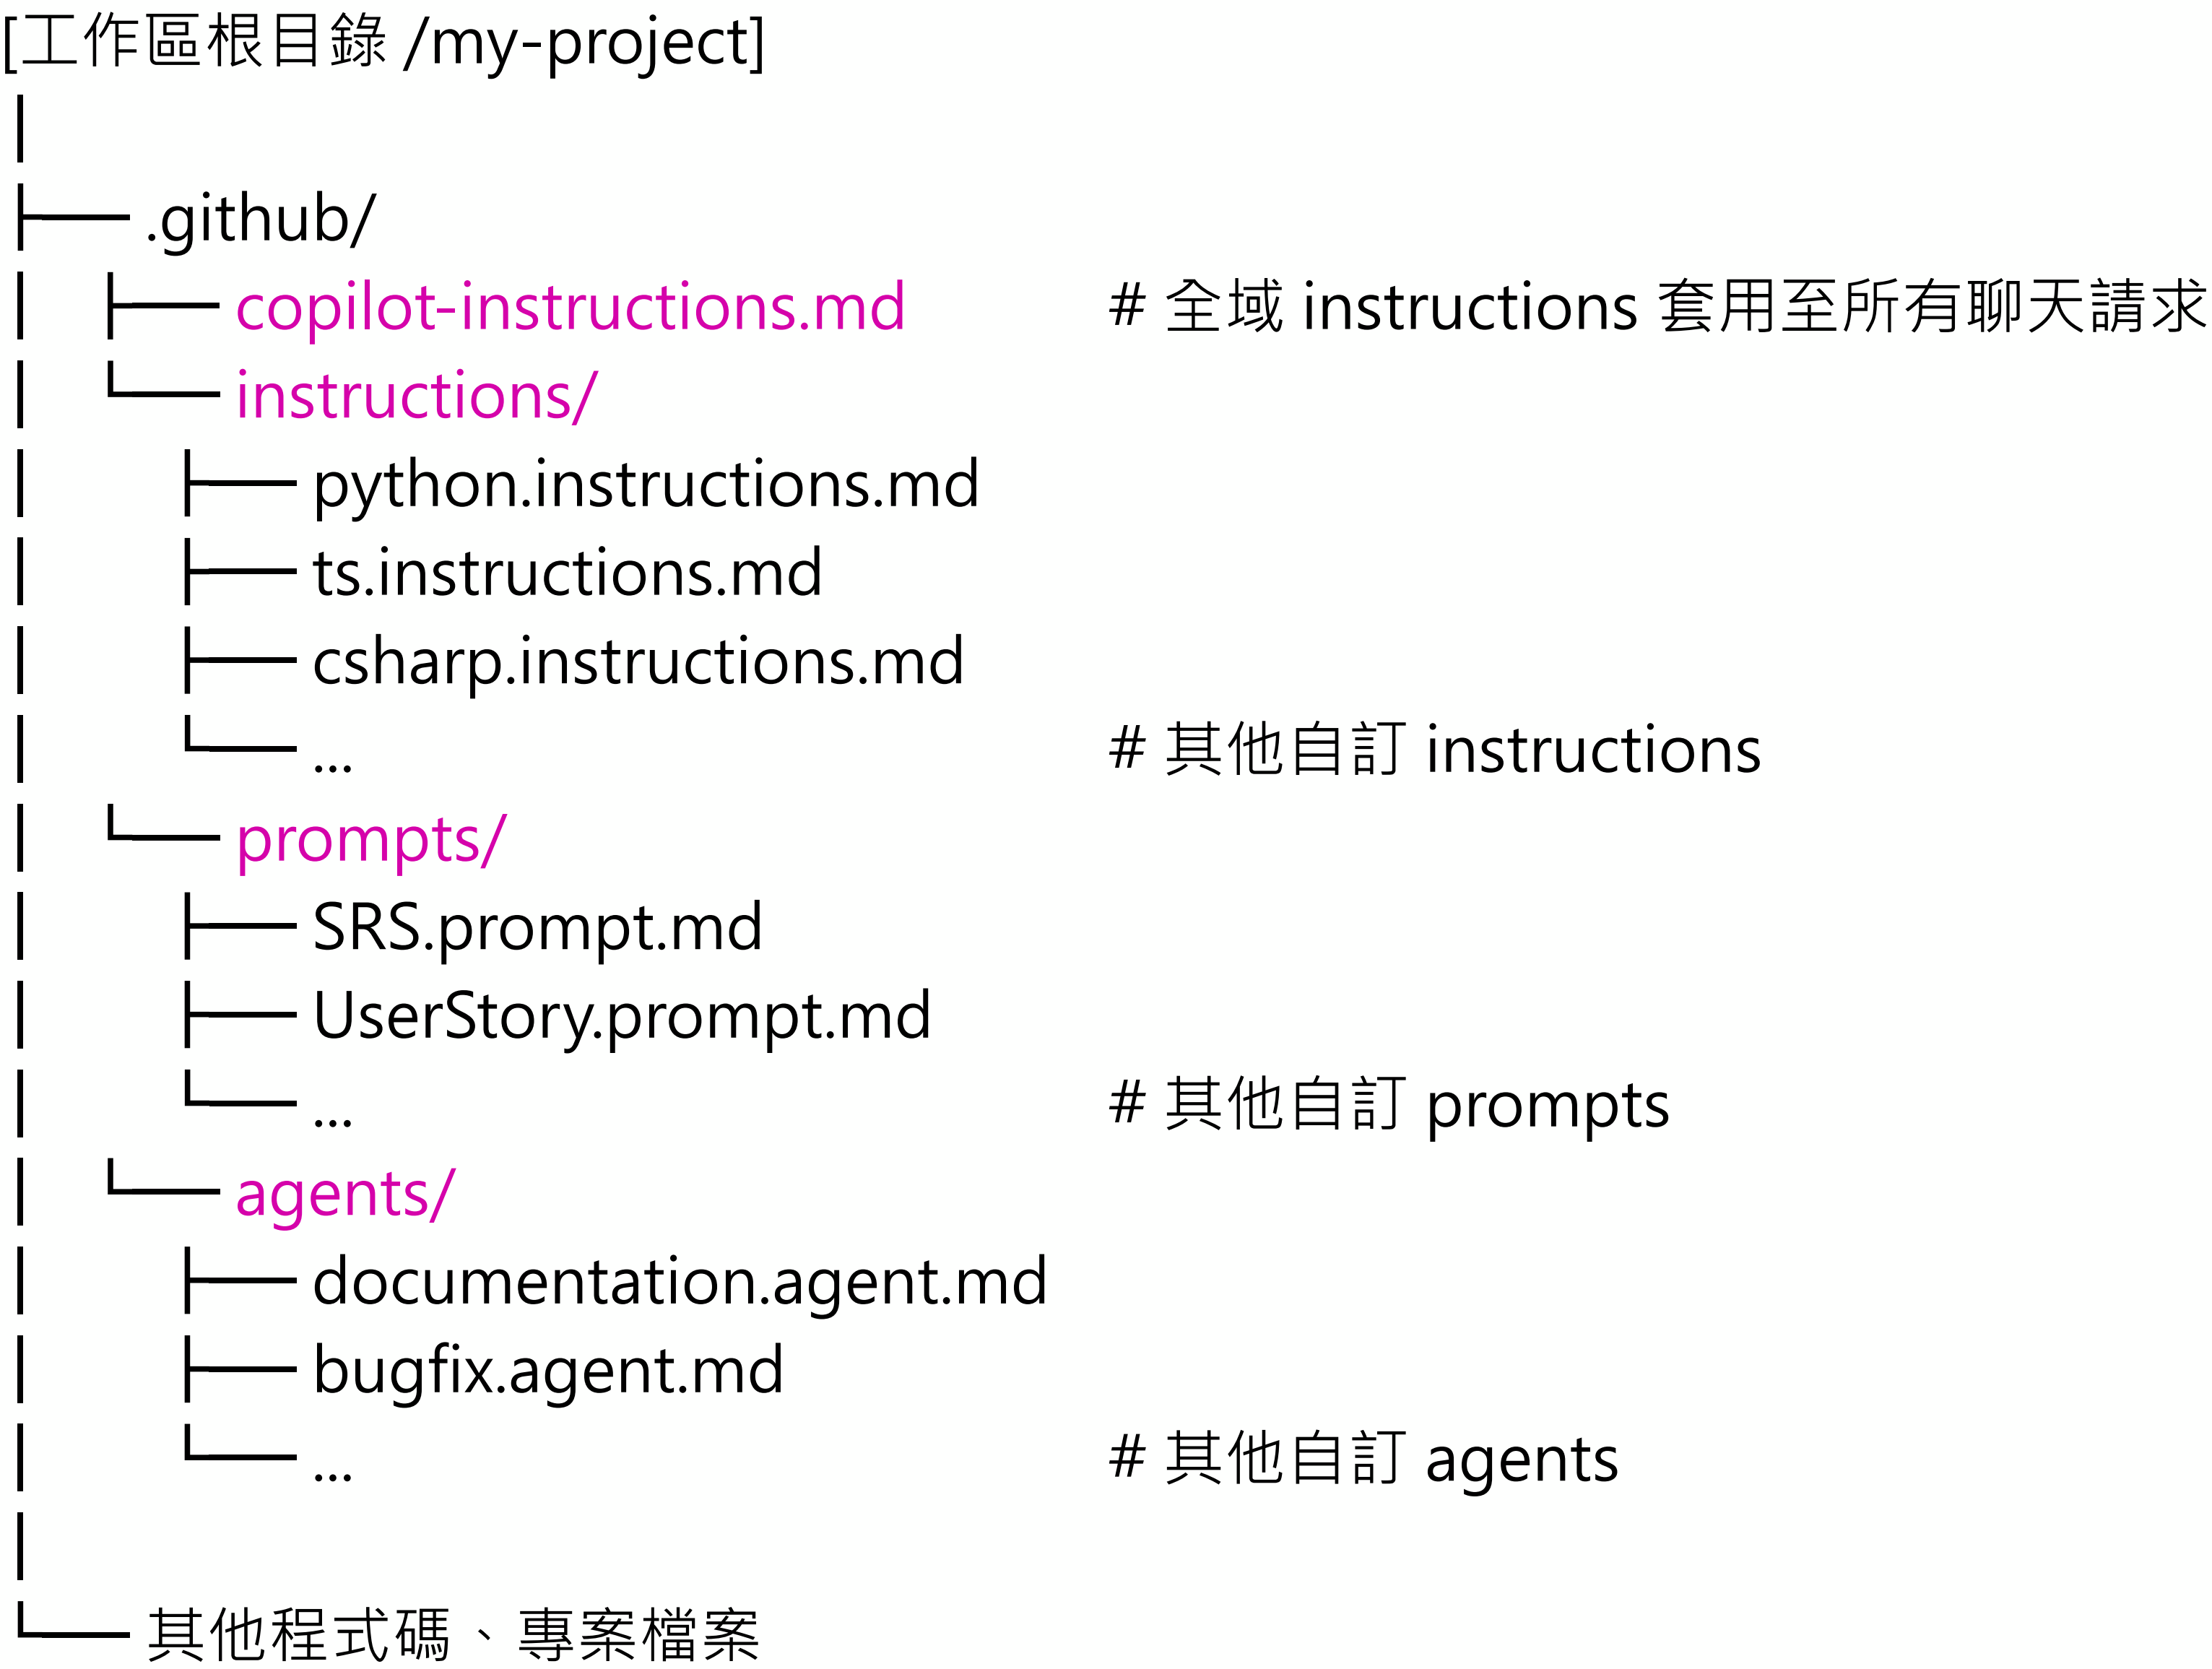 [工作區根目錄 /my-project]
│
├── .github/
│   ├── copilot-instructions.md    # 全域 instructions 套用至所有聊天請求
│   └── instructions/
│       ├── python.instructions.md
│       ├── ts.instructions.md
│       ├── csharp.instructions.md
│       └── ...    # 其他自訂 instructions
│   └── prompts/
│       ├── SRS.prompt.md
│       ├── UserStory.prompt.md
│       └── ...    # 其他自訂 prompts
│   └── agents/
│       ├── documentation.agent.md
│       ├── bugfix.agent.md
│       └── ...    # 其他自訂 agents
│
└── 其他程式碼、專案檔案